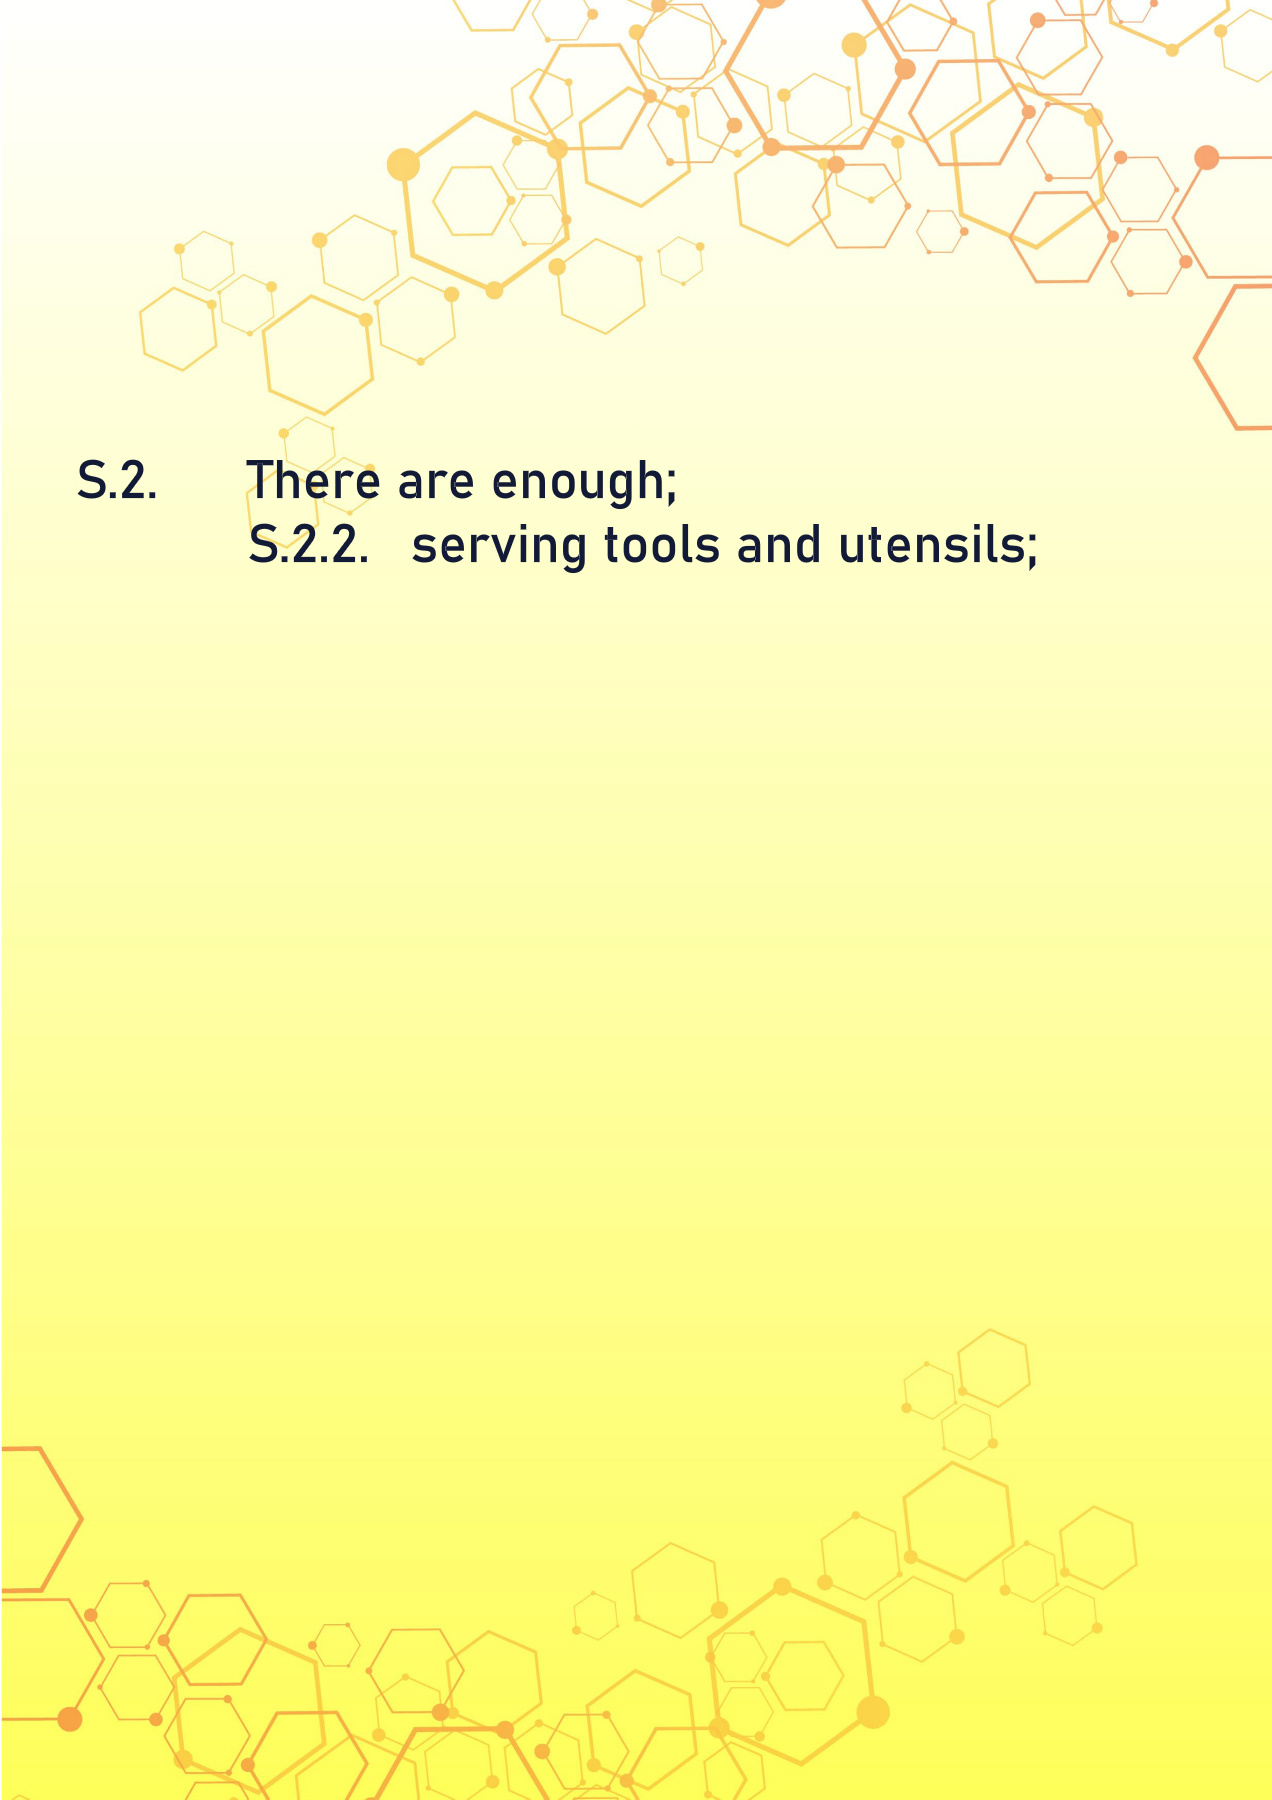 S.2. There are enough;
S.2.2. serving tools and utensils;